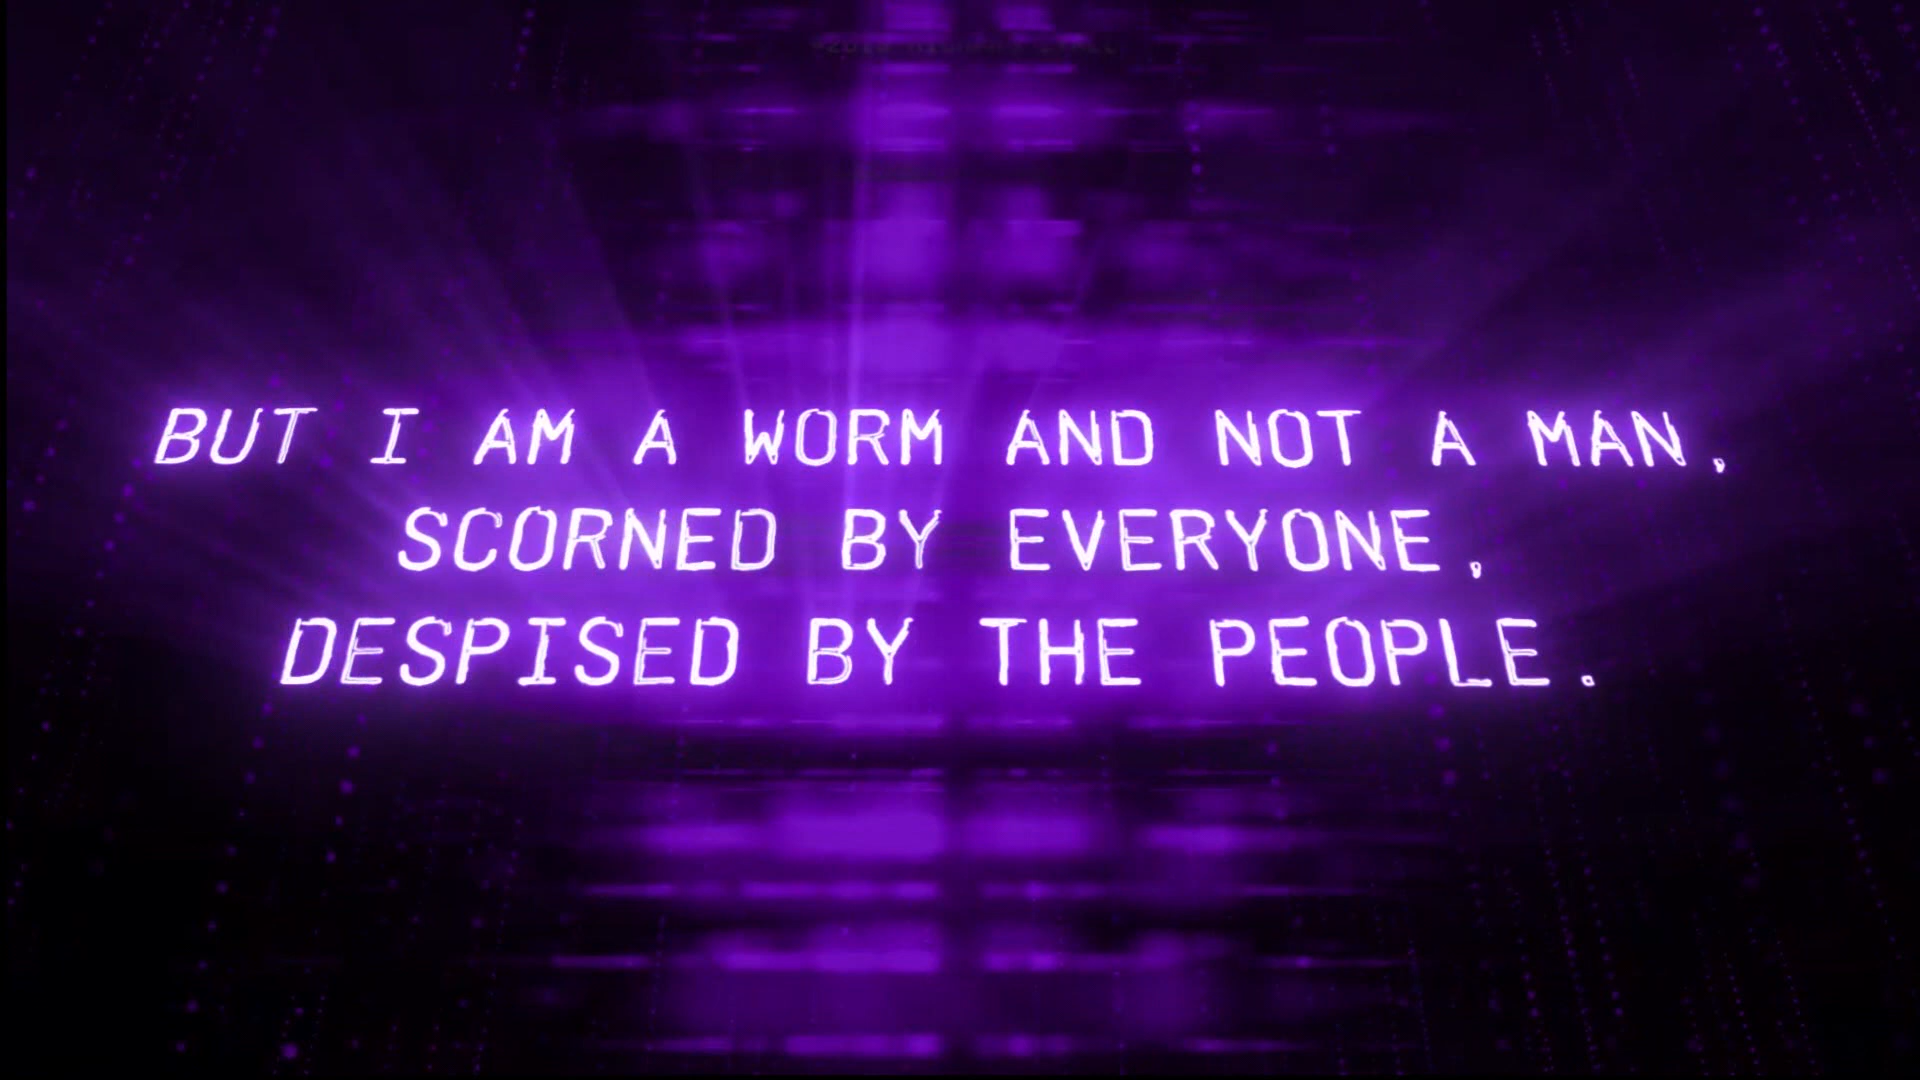 BUT I AM A WORM AND NOT A MAN,
SCORNED BY EVERYONE,
DESPISED BY THE PEOPLE.